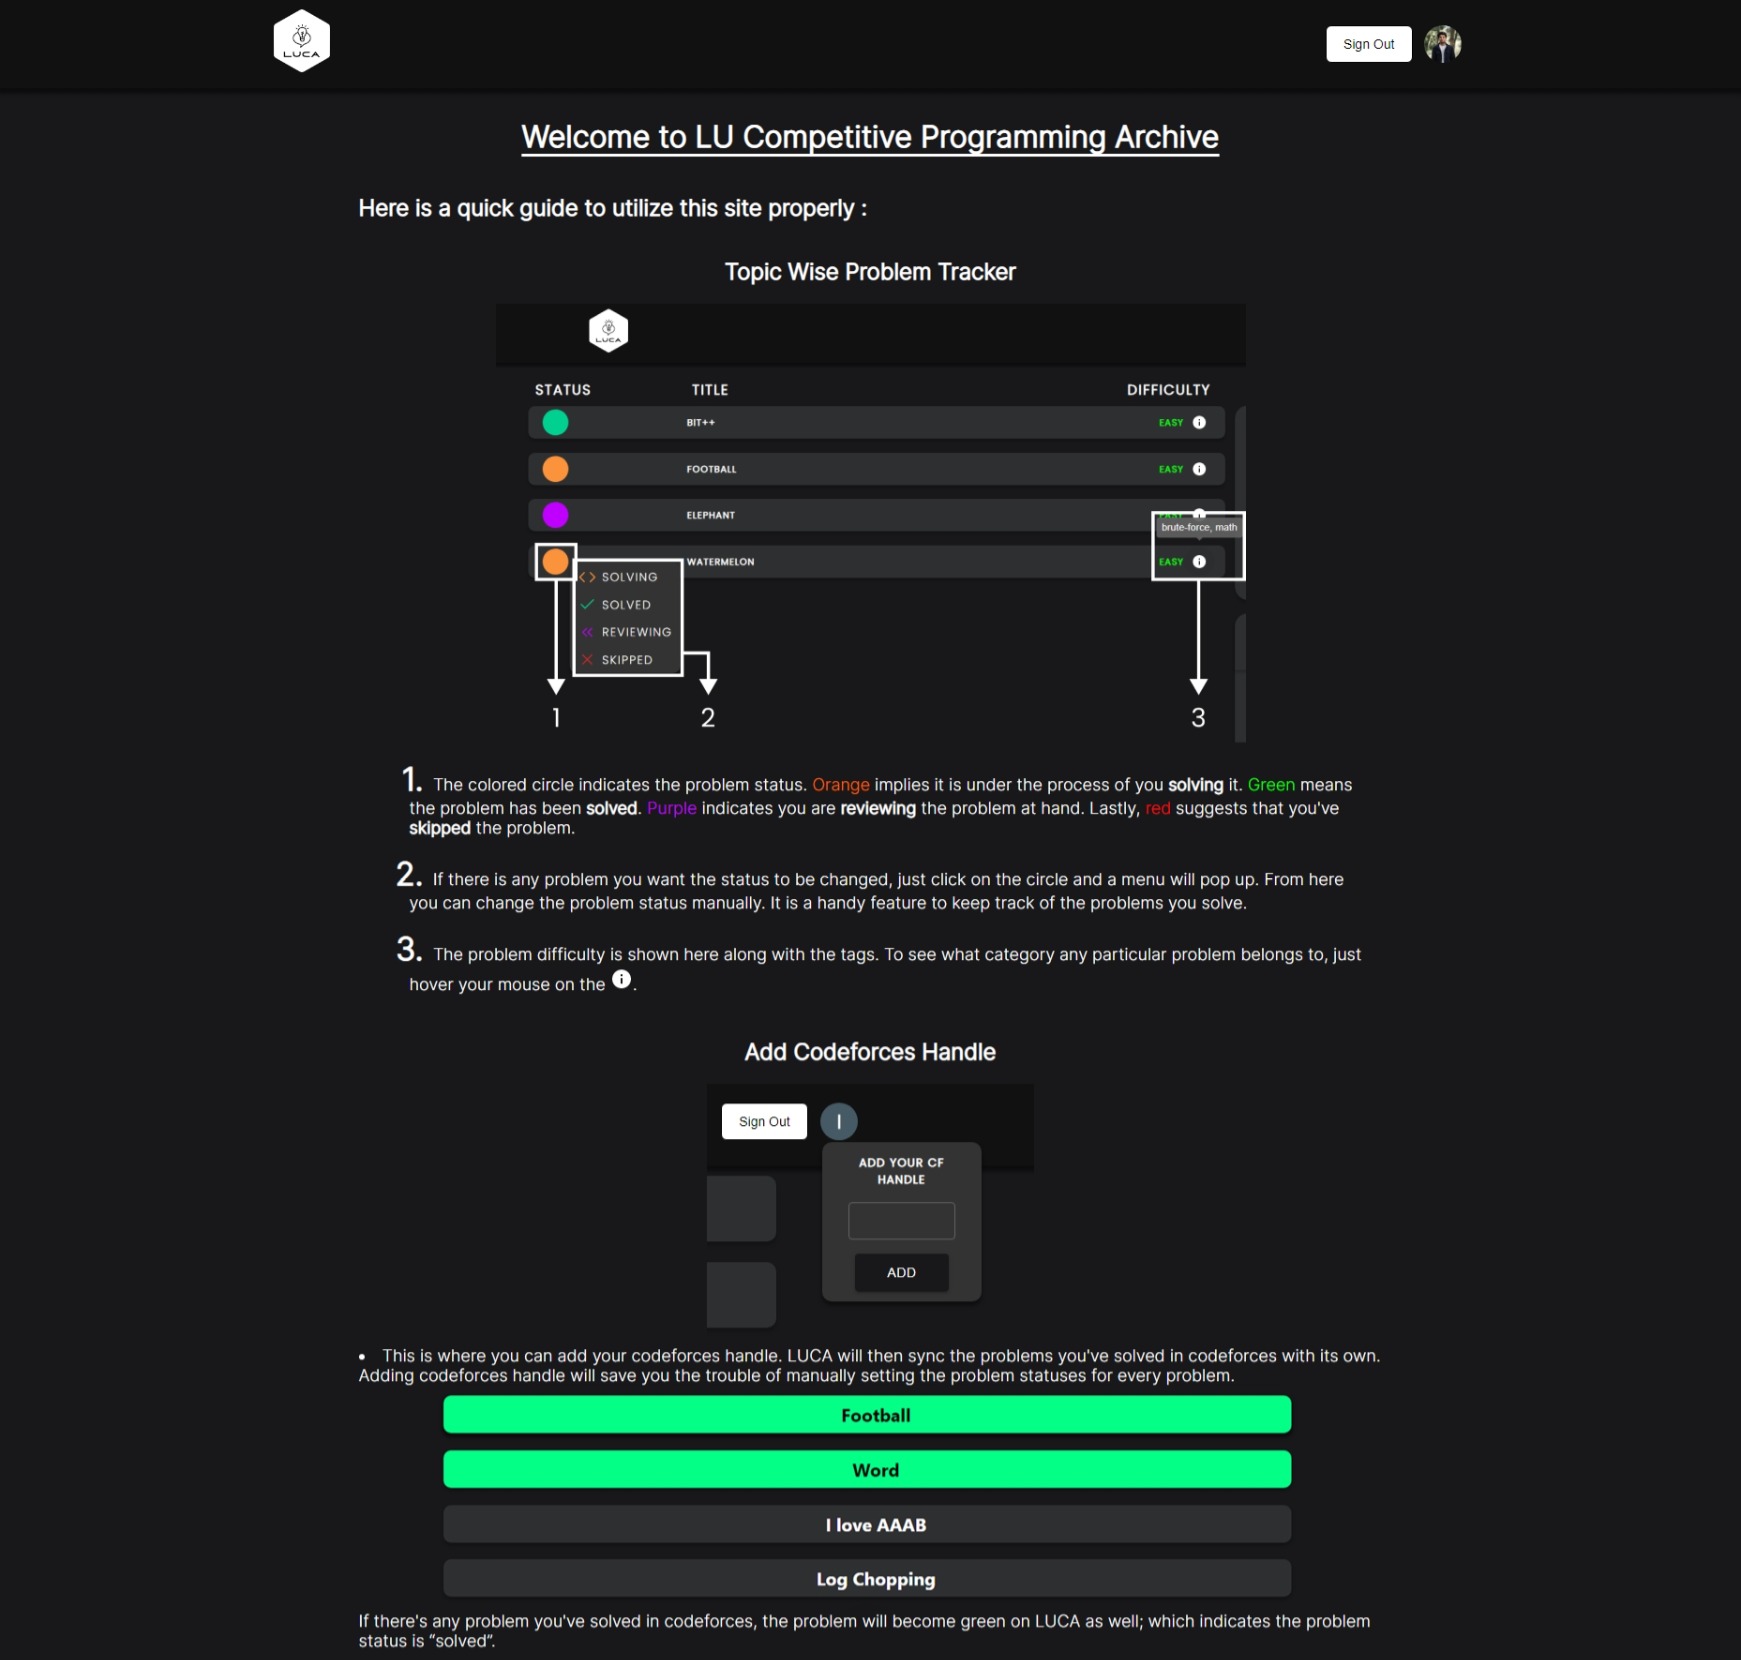 LUCA
Sign Out
Welcome to LU Competitive Programming Archive
Here is a quick guide to utilize this site properly :
Topic Wise Problem Tracker
LUCA
STATUS TITLE DIFFICULTY
BIT++ EASY
FOOTBALL EASY
ELEPHANT EASY
brute-force, math
WATERMELON EASY
SOLVING
SOLVED
REVIEWING
SKIPPED
1 2 3
1. The colored circle indicates the problem status. Orange implies it is under the process of you solving it. Green means
the problem has been solved. Purple indicates you are reviewing the problem at hand. Lastly, red suggests that you've
skipped the problem.
2. If there is any problem you want the status to be changed, just click on the circle and a menu will pop up. From here
you can change the problem status manually. It is a handy feature to keep track of the problems you solve.
3. The problem difficulty is shown here along with the tags. To see what category any particular problem belongs to, just
hover your mouse on the i.
Add Codeforces Handle
Sign Out I
ADD YOUR CF
HANDLE
ADD
• This is where you can add your codeforces handle. LUCA will then sync the problems you've solved in codeforces with its own.
Adding codeforces handle will save you the trouble of manually setting the problem statuses for every problem.
Football
Word
I love AAAB
Log Chopping
If there's any problem you've solved in codeforces, the problem will become green on LUCA as well; which indicates the problem
status is “solved”.